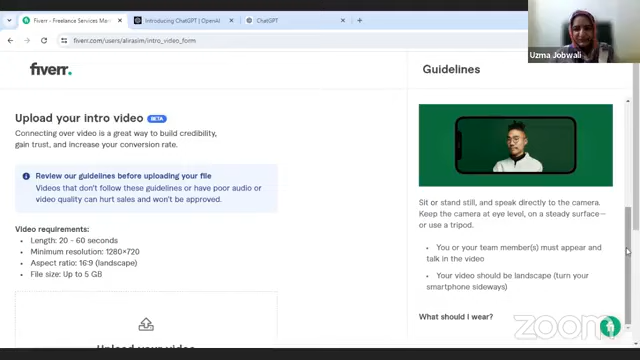 Fiverr - Freelance Services Mar
Introducing ChatGPT | OpenAI
ChatGPT
fiverr.com/users/alirasim/intro_video_form
Uzma Jobwali
fiverr.
Guidelines
Upload your intro video BETA
Connecting over video is a great way to build credibility,
gain trust, and increase your conversion rate.
Review our guidelines before uploading your file
Videos that don't follow these guidelines or have poor audio or
video quality can hurt sales and won't be approved.
Video requirements:
• Length: 20 - 60 seconds
• Minimum resolution: 1280×720
• Aspect ratio: 16:9 (landscape)
• File size: Up to 5 GB
Upload your video
Sit or stand still, and speak directly to the camera.
Keep the camera at eye level, on a steady surface—
or use a tripod.
• You or your team member(s) must appear and
talk in the video
• Your video should be landscape (turn your
smartphone sideways)
What should I wear?
zoom